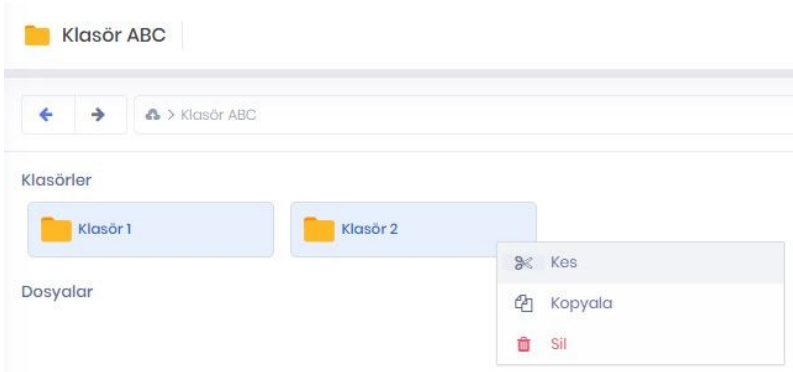 Klasör ABC
> Klasör ABC
Klasörler
Klasör 1
Klasör 2
Kes
Dosyalar
Kopyala
Sil